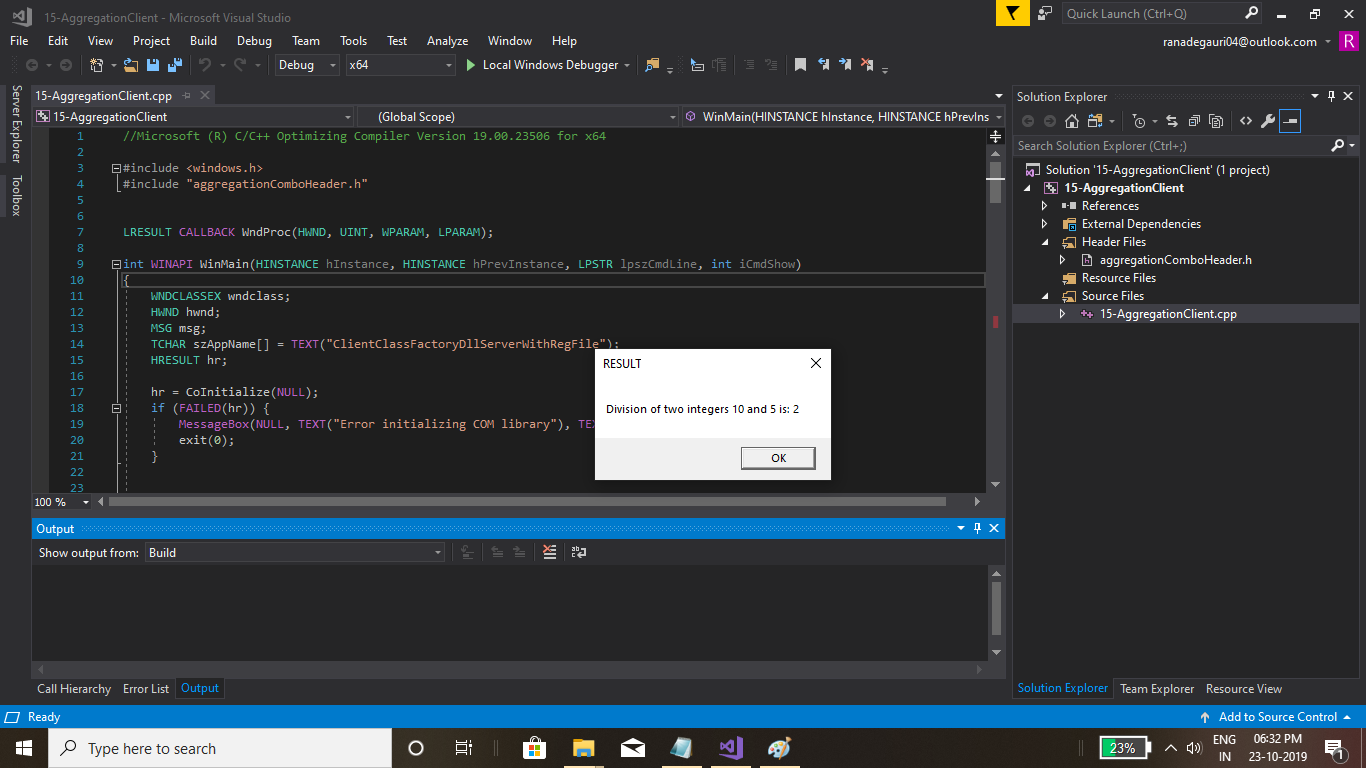 15-AggregationClient - Microsoft Visual Studio
Quick Launch (Ctrl+Q)
File Edit View Project Build Debug Team Tools Test Analyze Window Help
ranadegauri04@outlook.com R
Debug x64 Local Windows Debugger
Server Explorer
Toolbox
15-AggregationClient.cpp
15-AggregationClient (Global Scope) WinMain(HINSTANCE hInstance, HINSTANCE hPrevIns
1 //Microsoft (R) C/C++ Optimizing Compiler Version 19.00.23506 for x64
2
3 #include <windows.h>
4 #include "aggregationComboHeader.h"
5
6
7 LRESULT CALLBACK WndProc(HWND, UINT, WPARAM, LPARAM);
8
9 int WINAPI WinMain(HINSTANCE hInstance, HINSTANCE hPrevInstance, LPSTR lpszCmdLine, int iCmdShow)
10 {
11 WNDCLASSEX wndclass;
12 HWND hwnd;
13 MSG msg;
14 TCHAR szAppName[] = TEXT("ClientClassFactoryDllServerWithRegFile");
15 HRESULT hr;
16
17 hr = CoInitialize(NULL);
18 if (FAILED(hr)) {
19 MessageBox(NULL, TEXT("Error initializing COM library"), TE
20 exit(0);
21 }
22
23
100 %
RESULT
Division of two integers 10 and 5 is: 2
OK
Output
Show output from: Build
Call Hierarchy Error List Output
Solution Explorer
Search Solution Explorer (Ctrl+;)
Solution '15-AggregationClient' (1 project)
15-AggregationClient
References
External Dependencies
Header Files
aggregationComboHeader.h
Resource Files
Source Files
15-AggregationClient.cpp
Solution Explorer Team Explorer Resource View
Ready
Add to Source Control
Type here to search
23%
ENG
IN
06:32 PM
23-10-2019
1